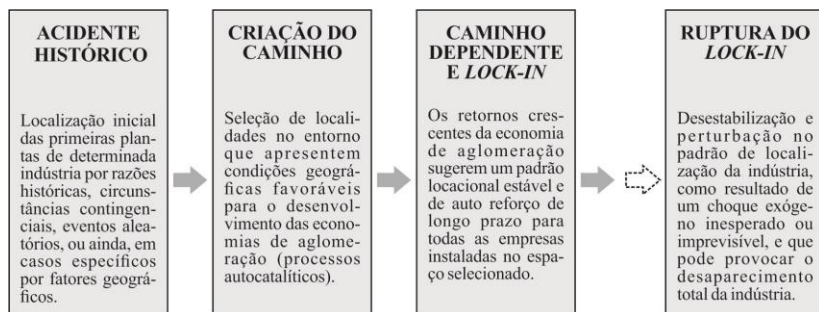 ACIDENTE
HISTÓRICO
Localização inicial
das primeiras plan-
tas de determinada
indústria por razões
históricas, circuns-
tâncias contingen-
ciais, eventos alea-
tórios, ou ainda, em
casos específicos
por fatores geográ-
ficos.
CRIAÇÃO DO
CAMINHO
Seleção de locali-
dades no entorno
que apresentem
condições geográ-
ficas favoráveis
para o desenvol-
vimento das econo-
mias de aglome-
ração (processos
autocatalíticos).
CAMINHO
DEPENDENTE
E LOCK-IN
Os retornos cres-
centes da economia
de aglomeração
sugerem um padrão
locacional estável e
de auto reforço de
longo prazo para
todas as empresas
instaladas no espa-
ço selecionado.
RUPTURA DO
LOCK-IN
Desestabilização e
perturbação no
padrão de locali-
zação da indústria,
como resultado de
um choque exóge-
no inesperado ou
imprevisível, e que
pode provocar o
desaparecimento
total da indústria.